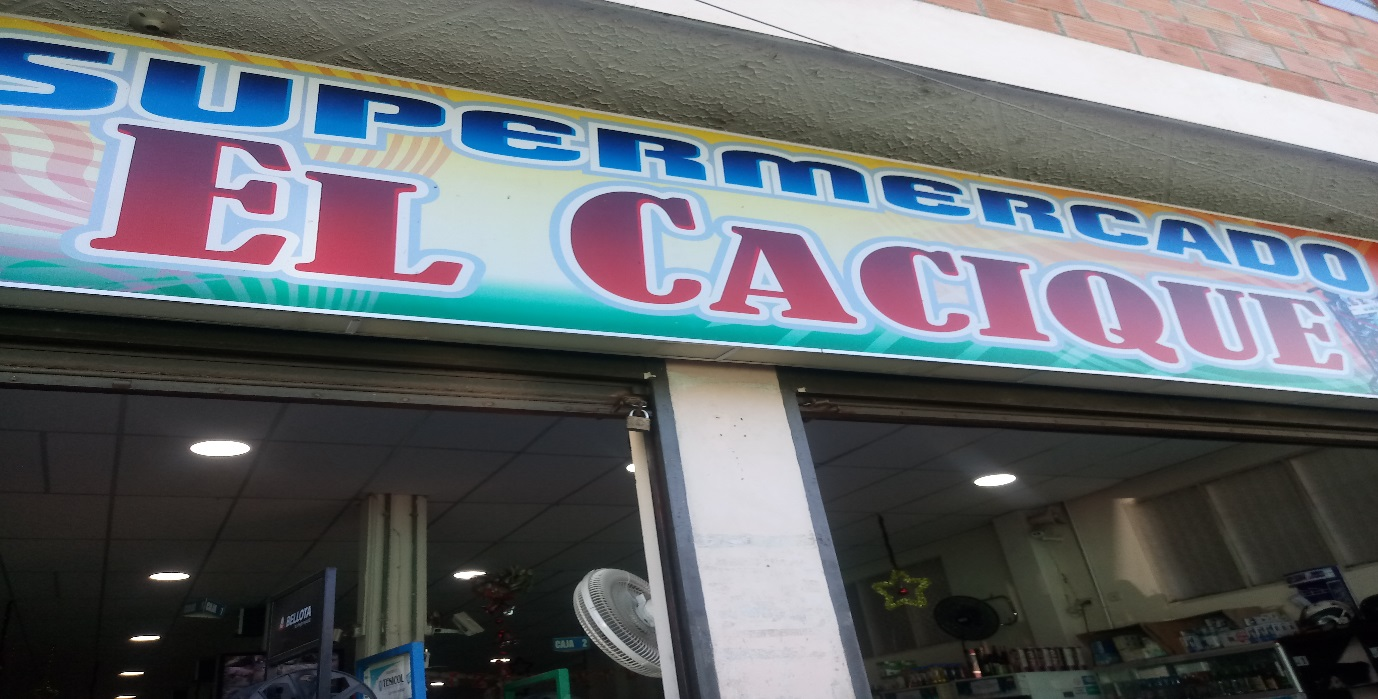 SUPERMERCADO
EL CACIQUE
BELLOTA
CAJA 2